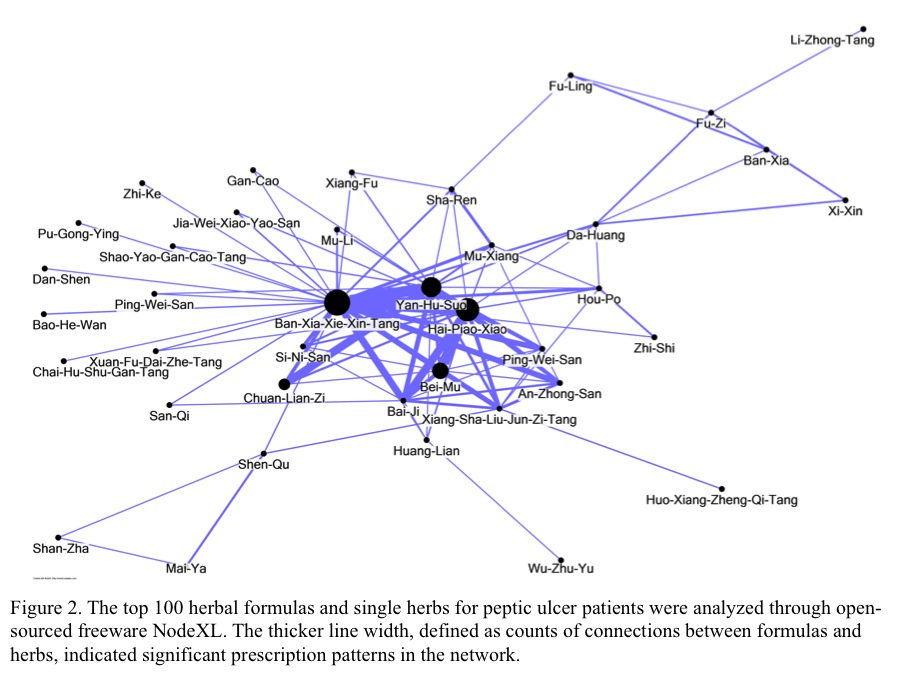 Li-Zhong-Tang
Fu-Ling
Fu-Zi
Ban-Xia
Xi-Xin
Gan-Cao
Xiang-Fu
Zhi-Ke
Sha-Ren
Jia-Wei-Xiao-Yao-San
Pu-Gong-Ying
Mu-Li
Da-Huang
Shao-Yao-Gan-Cao-Tang
Mu-Xiang
Dan-Shen
Ping-Wei-San
Yan-Hu-Suo
Hou-Po
Bao-He-Wan
Ban-Xia-Xie-Xin-Tang
Hai-Piao-Xiao
Zhi-Shi
Xuan-Fu-Dai-Zhe-Tang
Si-Ni-San
Ping-Wei-San
Chai-Hu-Shu-Gan-Tang
Bei-Mu
An-Zhong-San
Chuan-Lian-Zi
San-Qi
Bai-Ji
Xiang-Sha-Liu-Jun-Zi-Tang
Huang-Lian
Shen-Qu
Huo-Xiang-Zheng-Qi-Tang
Shan-Zha
Mai-Ya
Wu-Zhu-Yu
Figure 2. The top 100 herbal formulas and single herbs for peptic ulcer patients were analyzed through open-
sourced freeware NodeXL. The thicker line width, defined as counts of connections between formulas and
herbs, indicated significant prescription patterns in the network.